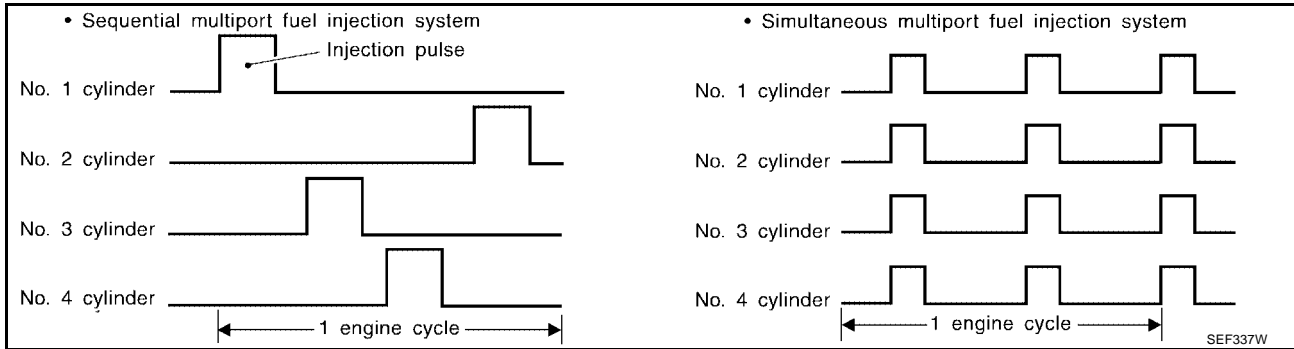 • Sequential multiport fuel injection system
Injection pulse
No. 1 cylinder
No. 2 cylinder
No. 3 cylinder
No. 4 cylinder
1 engine cycle
• Simultaneous multiport fuel injection system
No. 1 cylinder
No. 2 cylinder
No. 3 cylinder
No. 4 cylinder
1 engine cycle
SEF337W